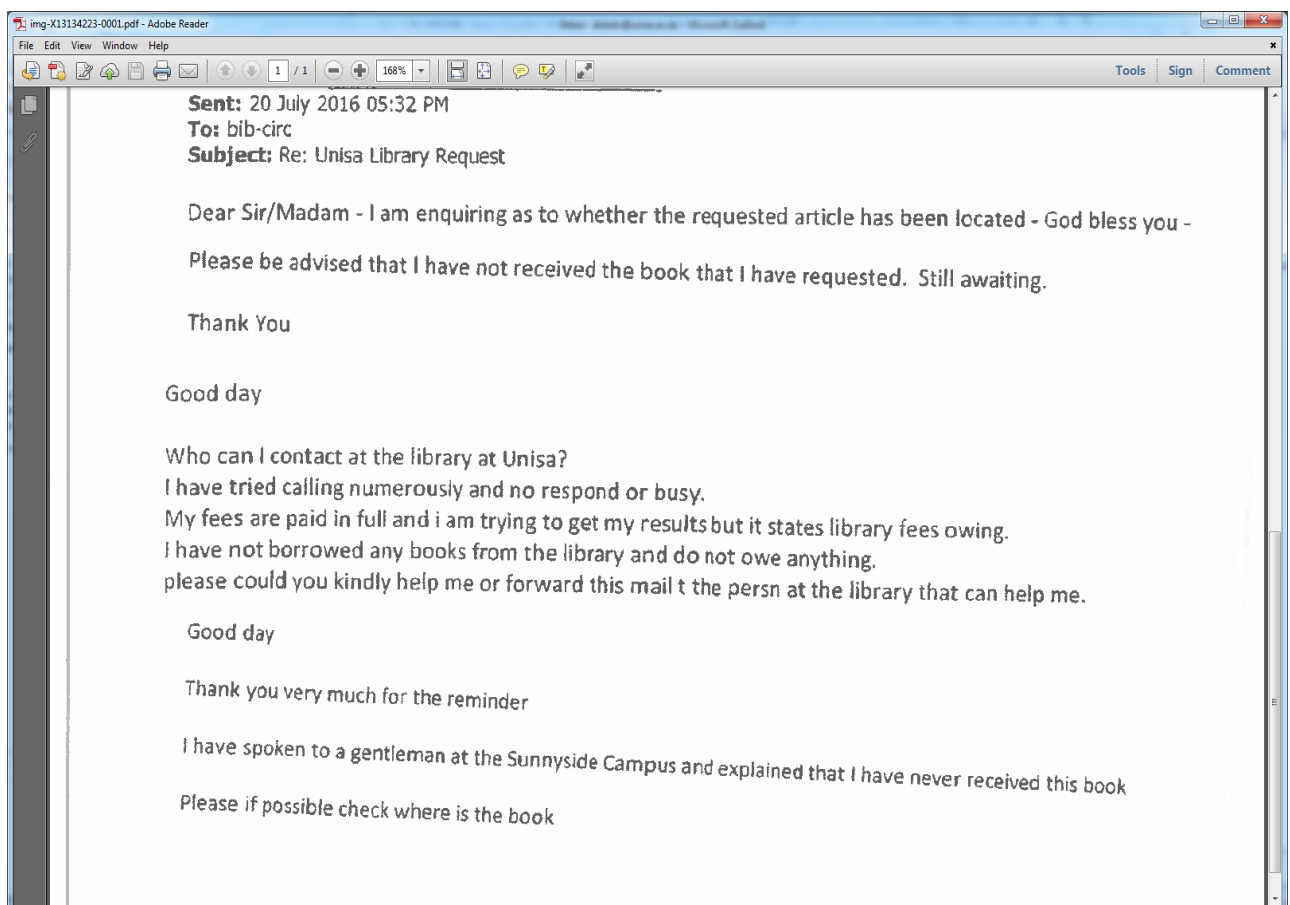 img-X13134223-0001.pdf - Adobe Reader
File Edit View Window Help
1 / 1 168% Tools Sign Comment
Sent: 20 July 2016 05:32 PM
To: bib-circ
Subject: Re: Unisa Library Request
Dear Sir/Madam - I am enquiring as to whether the requested article has been located - God bless you -
Please be advised that I have not received the book that I have requested. Still awaiting.
Thank You
Good day
Who can I contact at the library at Unisa?
I have tried calling numerously and no respond or busy.
My fees are paid in full and i am trying to get my results but it states library fees owing.
I have not borrowed any books from the library and do not owe anything.
please could you kindly help me or forward this mail t the persn at the library that can help me.
Good day
Thank you very much for the reminder
I have spoken to a gentleman at the Sunnyside Campus and explained that I have never received this book
Please if possible check where is the book